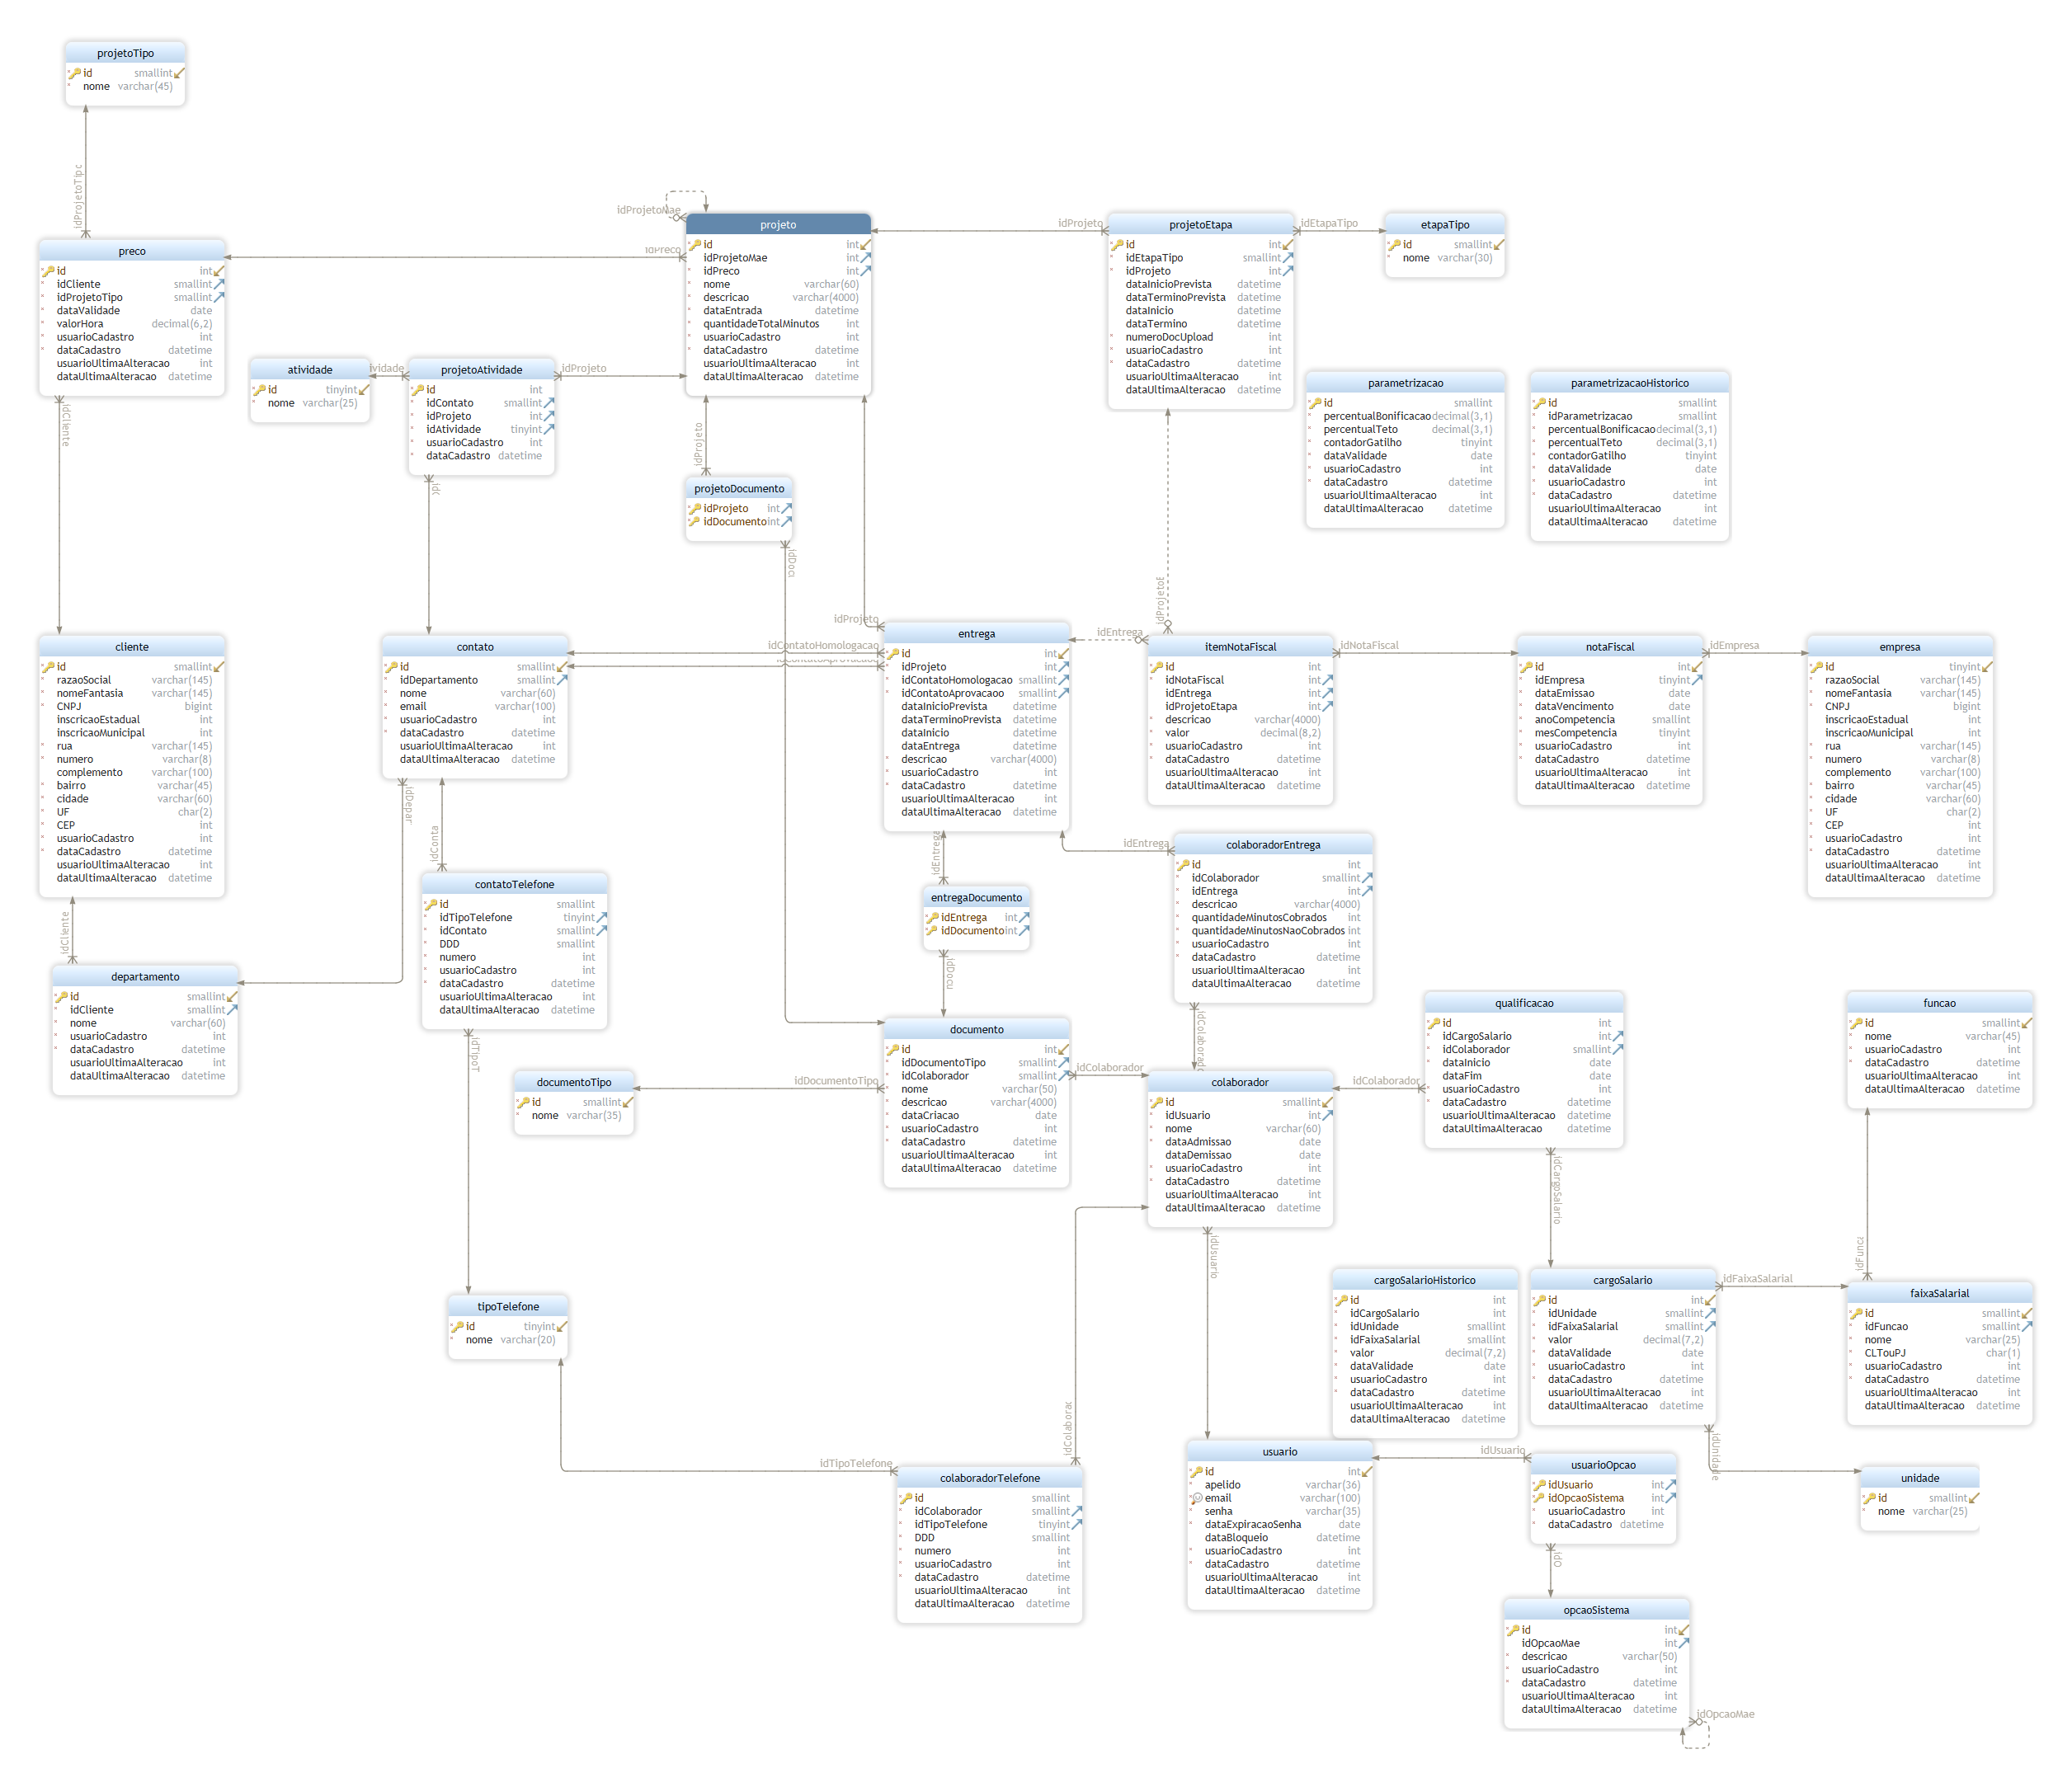 projetoTipo
id smallint
nome varchar(45)
idProjetoTipo
preco
id int
idCliente smallint
idProjetoTipo smallint
dataValidade date
valorHora decimal(6,2)
usuarioCadastro int
dataCadastro datetime
usuarioUltimaAlteracao int
dataUltimaAlteracao datetime
idCliente
idProjetoMae
idPreco
projeto
id int
idProjetoMae int
idPreco int
nome varchar(60)
descricao varchar(4000)
dataEntrada datetime
quantidadeTotalMinutos int
usuarioCadastro int
dataCadastro datetime
usuarioUltimaAlteracao int
dataUltimaAlteracao datetime
idProjeto
projetoEtapa
id int
idEtapaTipo smallint
idProjeto int
dataInicioPrevista datetime
dataTerminoPrevista datetime
dataInicio datetime
dataTermino datetime
numeroDocUpload int
usuarioCadastro int
dataCadastro datetime
usuarioUltimaAlteracao int
dataUltimaAlteracao datetime
idEtapaTipo
etapaTipo
id smallint
nome varchar(30)
atividade
id tinyint
nome varchar(25)
ividade
projetoAtividade
id int
idContato smallint
idProjeto int
idAtividade tinyint
usuarioCadastro int
dataCadastro datetime
idProjeto
idProjeto
projetoDocumento
idProjeto int
idDocumento int
parametrizacao
id smallint
percentualBonificacao decimal(3,1)
percentualTeto decimal(3,1)
contadorGatilho tinyint
dataValidade date
usuarioCadastro int
dataCadastro datetime
usuarioUltimaAlteracao int
dataUltimaAlteracao datetime
parametrizacaoHistorico
id smallint
idParametrizacao smallint
percentualBonificacao decimal(3,1)
percentualTeto decimal(3,1)
contadorGatilho tinyint
dataValidade date
usuarioCadastro int
dataCadastro datetime
usuarioUltimaAlteracao int
dataUltimaAlteracao datetime
cliente
id smallint
razaoSocial varchar(145)
nomeFantasia varchar(145)
CNPJ bigint
inscricaoEstadual int
inscricaoMunicipal int
rua varchar(145)
numero varchar(8)
complemento varchar(100)
bairro varchar(45)
cidade varchar(60)
UF char(2)
CEP int
usuarioCadastro int
dataCadastro datetime
usuarioUltimaAlteracao int
dataUltimaAlteracao datetime
idCliente
contato
id smallint
idDepartamento smallint
nome varchar(60)
email varchar(100)
usuarioCadastro int
dataCadastro datetime
usuarioUltimaAlteracao int
dataUltimaAlteracao datetime
idDepar
idConta
idContatoHomologacao
idProjeto
entrega
id int
idProjeto int
idContatoHomologacao smallint
idContatoAprovacaoo smallint
dataInicioPrevista datetime
dataTerminoPrevista datetime
dataInicio datetime
dataEntrega datetime
descricao varchar(4000)
usuarioCadastro int
dataCadastro datetime
usuarioUltimaAlteracao int
dataUltimaAlteracao datetime
idEntrega
itemNotaFiscal
id int
idNotaFiscal int
idEntrega int
idProjetoEtapa int
descricao varchar(4000)
valor decimal(8,2)
usuarioCadastro int
dataCadastro datetime
usuarioUltimaAlteracao int
dataUltimaAlteracao datetime
idNotaFiscal
notaFiscal
id int
idEmpresa tinyint
dataEmissao date
dataVencimento date
anoCompetencia smallint
mesCompetencia tinyint
usuarioCadastro int
dataCadastro datetime
usuarioUltimaAlteracao int
dataUltimaAlteracao datetime
idEmpresa
empresa
id tinyint
razaoSocial varchar(145)
nomeFantasia varchar(145)
CNPJ bigint
inscricaoEstadual int
inscricaoMunicipal int
rua varchar(145)
numero varchar(8)
complemento varchar(100)
bairro varchar(45)
cidade varchar(60)
UF char(2)
CEP int
usuarioCadastro int
dataCadastro datetime
usuarioUltimaAlteracao int
dataUltimaAlteracao datetime
contatoTelefone
id smallint
idTipoTelefone tinyint
idContato smallint
DDD smallint
numero int
usuarioCadastro int
dataCadastro datetime
usuarioUltimaAlteracao int
dataUltimaAlteracao datetime
idTipoT
idEntrega
entregaDocumento
idEntrega int
idDocumento int
idDocu
idEntrega
colaboradorEntrega
id int
idColaborador smallint
idEntrega int
descricao varchar(4000)
quantidadeMinutosCobrados int
quantidadeMinutosNaoCobrados int
usuarioCadastro int
dataCadastro datetime
usuarioUltimaAlteracao int
dataUltimaAlteracao datetime
departamento
id smallint
idCliente smallint
nome varchar(60)
usuarioCadastro int
dataCadastro datetime
usuarioUltimaAlteracao int
dataUltimaAlteracao datetime
documentoTipo
id smallint
nome varchar(35)
idDocumentoTipo
documento
id int
idDocumentoTipo smallint
idColaborador smallint
nome varchar(50)
descricao varchar(4000)
dataCriacao date
usuarioCadastro int
dataCadastro datetime
usuarioUltimaAlteracao int
dataUltimaAlteracao datetime
idColaborador
colaborador
id smallint
idUsuario int
nome varchar(60)
dataAdmissao date
dataDemissao date
usuarioCadastro int
dataCadastro datetime
usuarioUltimaAlteracao int
dataUltimaAlteracao datetime
idUsuario
idColaborador
qualificacao
id int
idCargoSalario int
idColaborador smallint
dataInicio date
dataFim date
usuarioCadastro int
dataCadastro datetime
usuarioUltimaAlteracao datetime
dataUltimaAlteracao datetime
idCargoSalario
funcao
id smallint
nome varchar(45)
usuarioCadastro int
dataCadastro datetime
usuarioUltimaAlteracao int
dataUltimaAlteracao datetime
tipoTelefone
id tinyint
nome varchar(20)
cargoSalarioHistorico
id int
idCargoSalario int
idUnidade smallint
idFaixaSalarial smallint
valor decimal(7,2)
dataValidade date
usuarioCadastro int
dataCadastro datetime
usuarioUltimaAlteracao int
dataUltimaAlteracao datetime
cargoSalario
id int
idUnidade smallint
idFaixaSalarial smallint
valor decimal(7,2)
dataValidade date
usuarioCadastro int
dataCadastro datetime
usuarioUltimaAlteracao int
dataUltimaAlteracao datetime
idFaixaSalarial
idUnidade
faixaSalarial
id smallint
idFuncao smallint
nome varchar(25)
CLTouPJ char(1)
usuarioCadastro int
dataCadastro datetime
usuarioUltimaAlteracao int
dataUltimaAlteracao datetime
idTipoTelefone
idColaborac
colaboradorTelefone
id smallint
idColaborador smallint
idTipoTelefone tinyint
DDD smallint
numero int
usuarioCadastro int
dataCadastro datetime
usuarioUltimaAlteracao int
dataUltimaAlteracao datetime
usuario
id int
apelido varchar(36)
email varchar(100)
senha varchar(35)
dataExpiracaoSenha date
dataBloqueio datetime
usuarioCadastro int
dataCadastro datetime
usuarioUltimaAlteracao int
dataUltimaAlteracao datetime
idUsuario
usuarioOpcao
idUsuario int
idOpcaoSistema int
usuarioCadastro int
dataCadastro datetime
idO
unidade
id smallint
nome varchar(25)
opcaoSistema
id int
idOpcaoMae int
descricao varchar(50)
usuarioCadastro int
dataCadastro datetime
usuarioUltimaAlteracao int
dataUltimaAlteracao datetime
idOpcaoMae